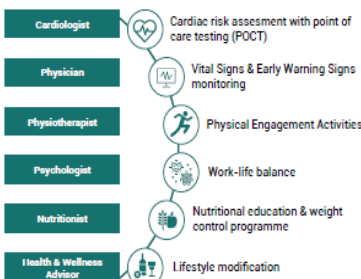 Cardiologist
Cardiac risk assesment with point of
care testing (POCT)
Physician
Vital Signs & Early Warning Signs
monitoring
Physiotherapist
Physical Engagement Activities
Psychologist
Work-life balance
Nutritionist
Nutritional education & weight
control programme
Health & Wellness
Advisor
Lifestyle modification